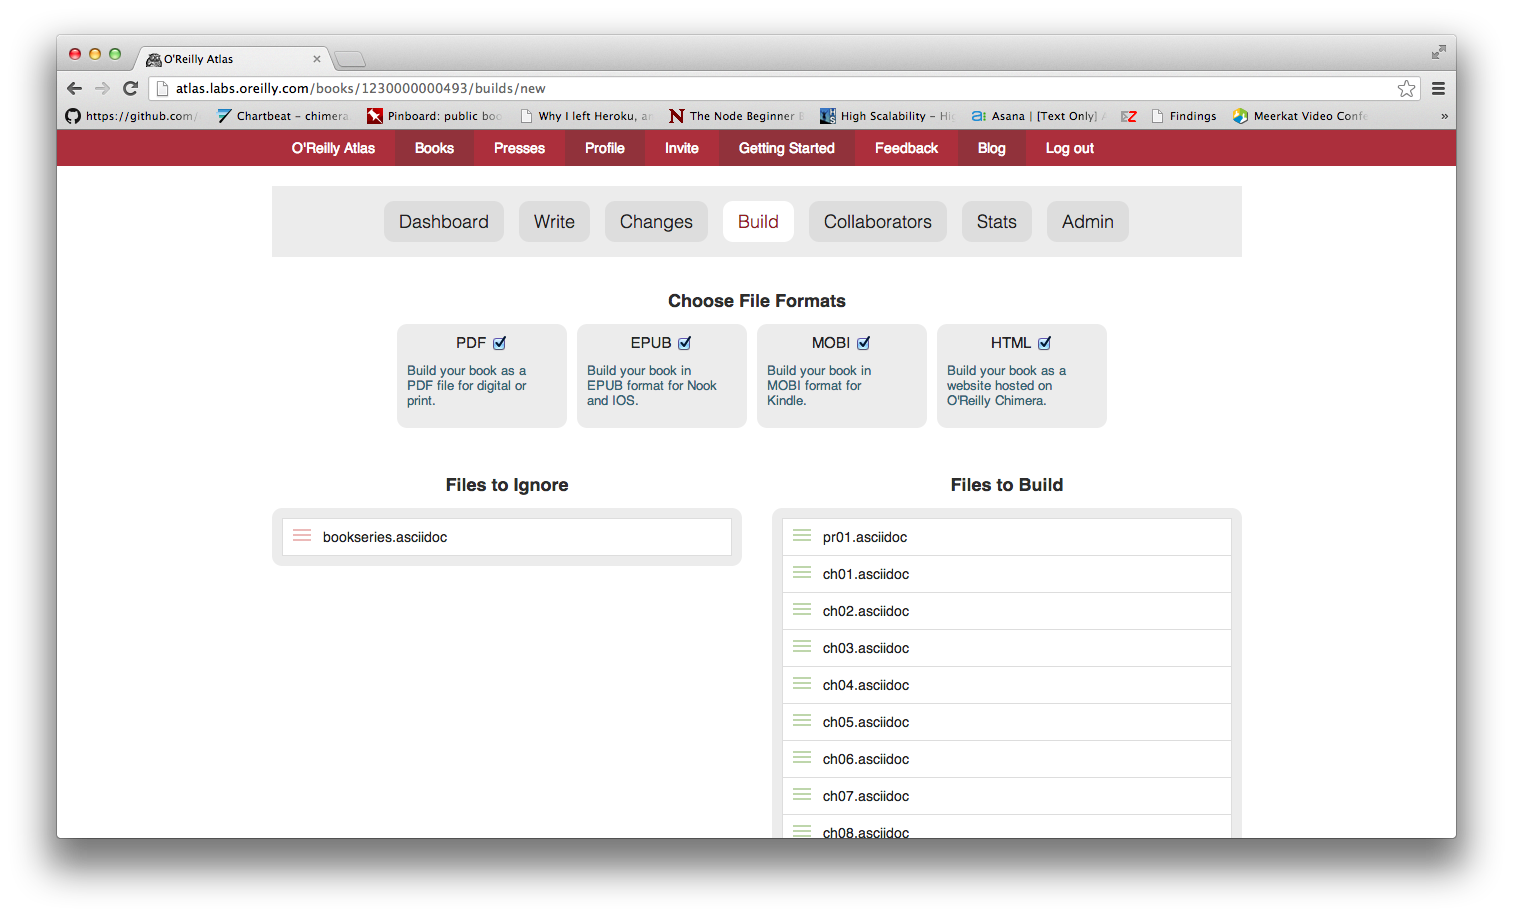 O'Reilly Atlas
atlas.labs.oreilly.com/books/1230000000493/builds/new
https://github.com/ Chartbeat – chimera. Pinboard: public boo Why I left Heroku, an The Node Beginner High Scalability – Hig Asana | [Text Only] Findings Meerkat Video Confe »
O'Reilly Atlas Books Presses Profile Invite Getting Started Feedback Blog Log out
Dashboard Write Changes Build Collaborators Stats Admin
Choose File Formats
PDF EPUB MOBI HTML
Build your book as a Build your book in Build your book in Build your book as a
PDF file for digital or EPUB format for Nook MOBI format for website hosted on
print. and IOS. Kindle. O'Reilly Chimera.
Files to Ignore Files to Build
bookseries.asciidoc pr01.asciidoc
ch01.asciidoc
ch02.asciidoc
ch03.asciidoc
ch04.asciidoc
ch05.asciidoc
ch06.asciidoc
ch07.asciidoc
ch08.asciidoc